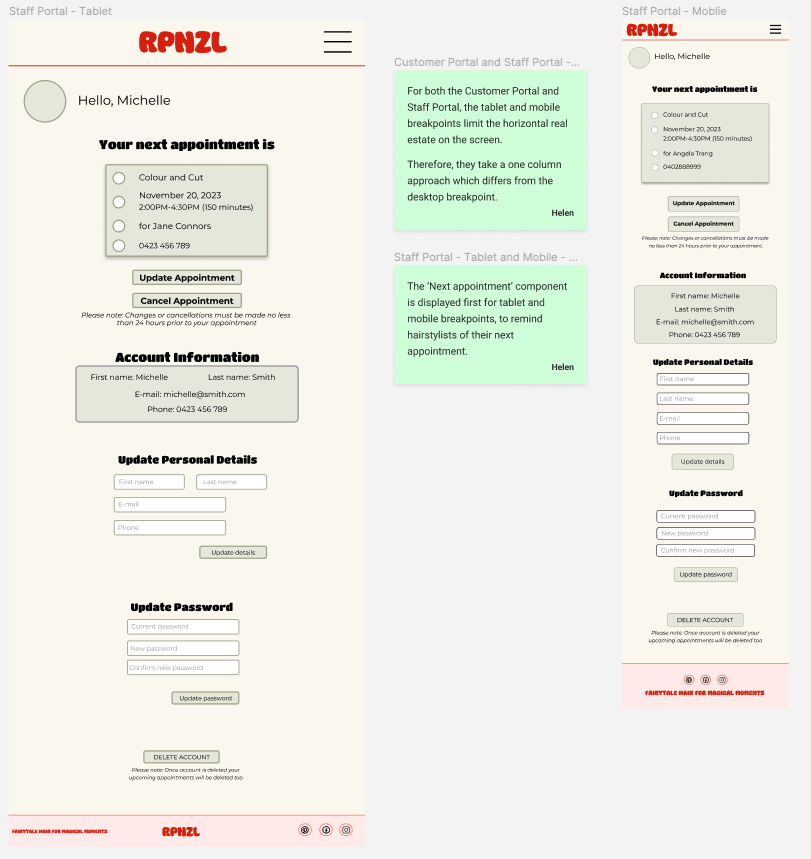 Staff Portal - Tablet
RPNZL
Hello, Michelle
Your next appointment is
Colour and Cut
November 20, 2023
2:00PM-4:30PM (150 minutes)
for Jane Connors
0423 456 789
Update Appointment
Cancel Appointment
Please note: Changes or cancellations must be made no less
than 24 hours prior to your appointment
Account Information
First name: Michelle Last name: Smith
E-mail: michelle@smith.com
Phone: 0423 456 789
Update Personal Details
First name Last name
E-mail
Phone
Update details
Update Password
Current password
New password
Confirm new password
Update password
DELETE ACCOUNT
Please note: Once account is deleted your
upcoming appointments will be deleted too
FAIRYTALE HAIR FOR MAGICAL MOMENTS RPNZL
Customer Portal and Staff Portal -...
For both the Customer Portal and
Staff Portal, the tablet and mobile
breakpoints limit the horizontal real
estate on the screen.
Therefore, they take a one column
approach which differs from the
desktop breakpoint.
Helen
Staff Portal - Tablet and Mobile - ...
The ‘Next appointment’ component
is displayed first for tablet and
mobile breakpoints, to remind
hairstylists of their next
appointment.
Helen
Staff Portal - Moblie
RPNZL
Hello, Michelle
Your next appointment is
Colour and Cut
November 20, 2023
2:00PM-4:30PM (150 minutes)
for Angela Trang
0402888999
Update Appointment
Cancel Appointment
Please note: Changes or cancellations must be made
no less than 24 hours prior to your appointment.
Account Information
First name: Michelle
Last name: Smith
E-mail: michelle@smith.com
Phone: 0423 456 789
Update Personal Details
First name
Last name
E-mail
Phone
Update details
Update Password
Current password
New password
Confirm new password
Update password
DELETE ACCOUNT
Please note: Once account is deleted your
upcoming appointments will be deleted too
FAIRYTALE HAIR FOR MAGICAL MOMENTS